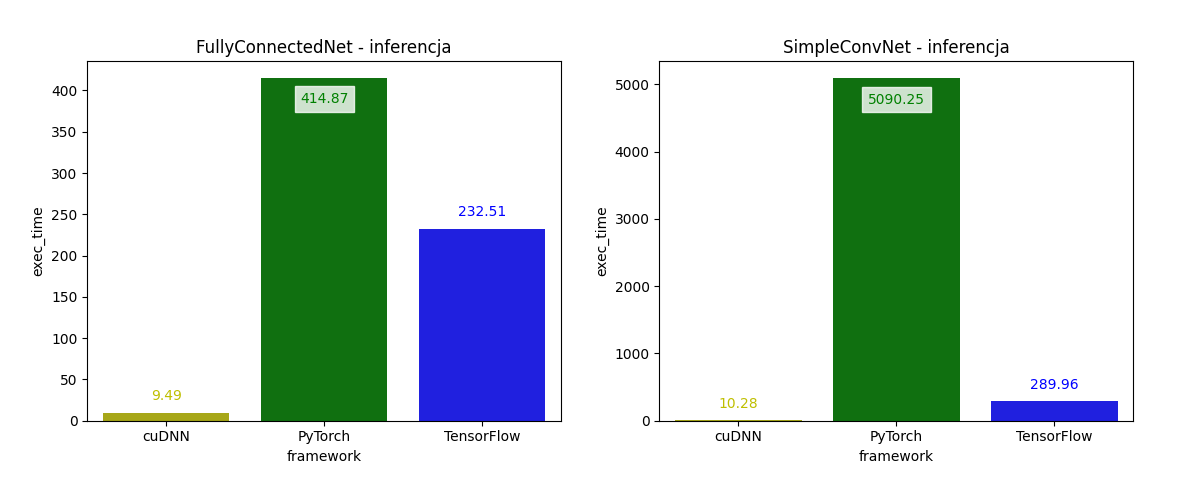 FullyConnectedNet - inferencja
exec_time
400
350
300
250
200
150
100
50
0
414.87
232.51
9.49
cuDNN
PyTorch
TensorFlow
framework
SimpleConvNet - inferencja
exec_time
5000
4000
3000
2000
1000
0
5090.25
289.96
10.28
cuDNN
PyTorch
TensorFlow
framework